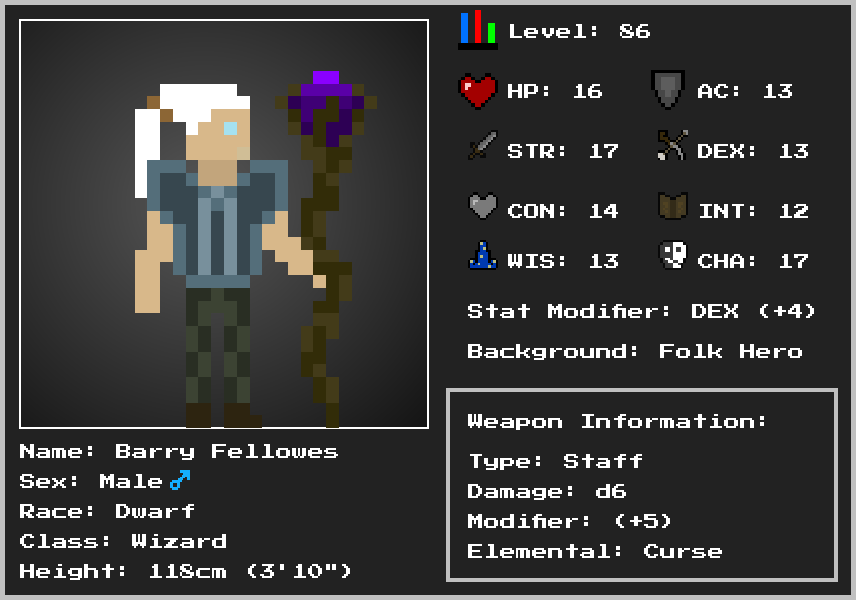 Level: 86
HP: 16 AC: 13
STR: 17 DEX: 13
CON: 14 INT: 12
WIS: 13 CHA: 17
Stat Modifier: DEX (+4)
Background: Folk Hero
Weapon Information:
Type: Staff
Damage: d6
Modifier: (+5)
Elemental: Curse
Name: Barry Fellowes
Sex: Male♂
Race: Dwarf
Class: Wizard
Height: 118cm (3'10")